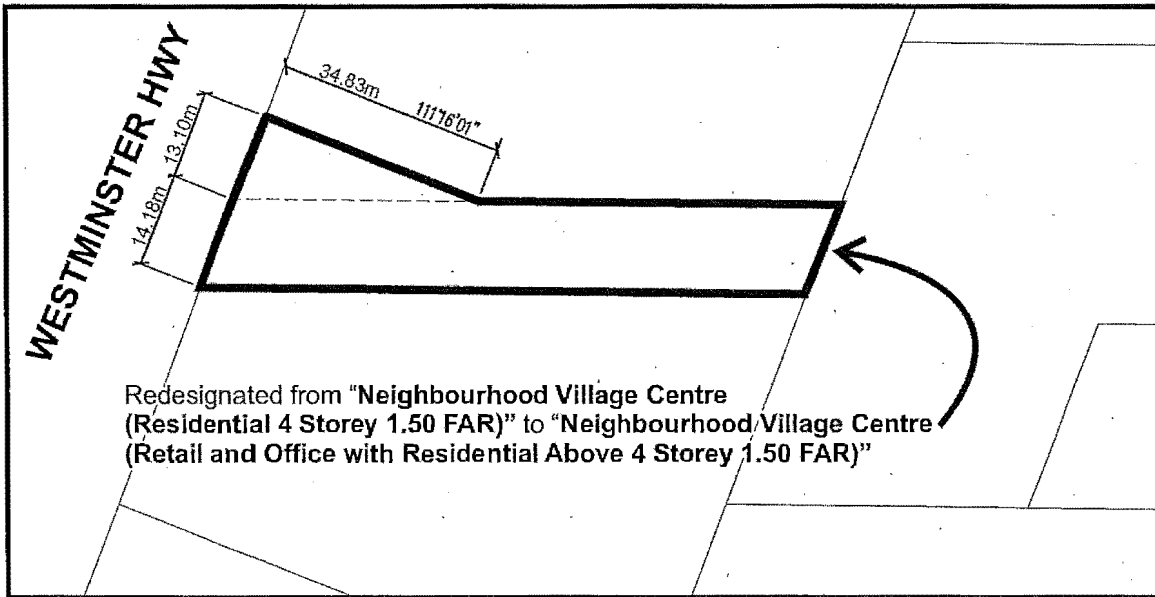 WESTMINSTER HWY
34.83m
111°16'01"
13.10m
14.18m
Redesignated from “Neighbourhood Village Centre
(Residential 4 Storey 1.50 FAR)” to “Neighbourhood Village Centre
(Retail and Office with Residential Above 4 Storey 1.50 FAR)”